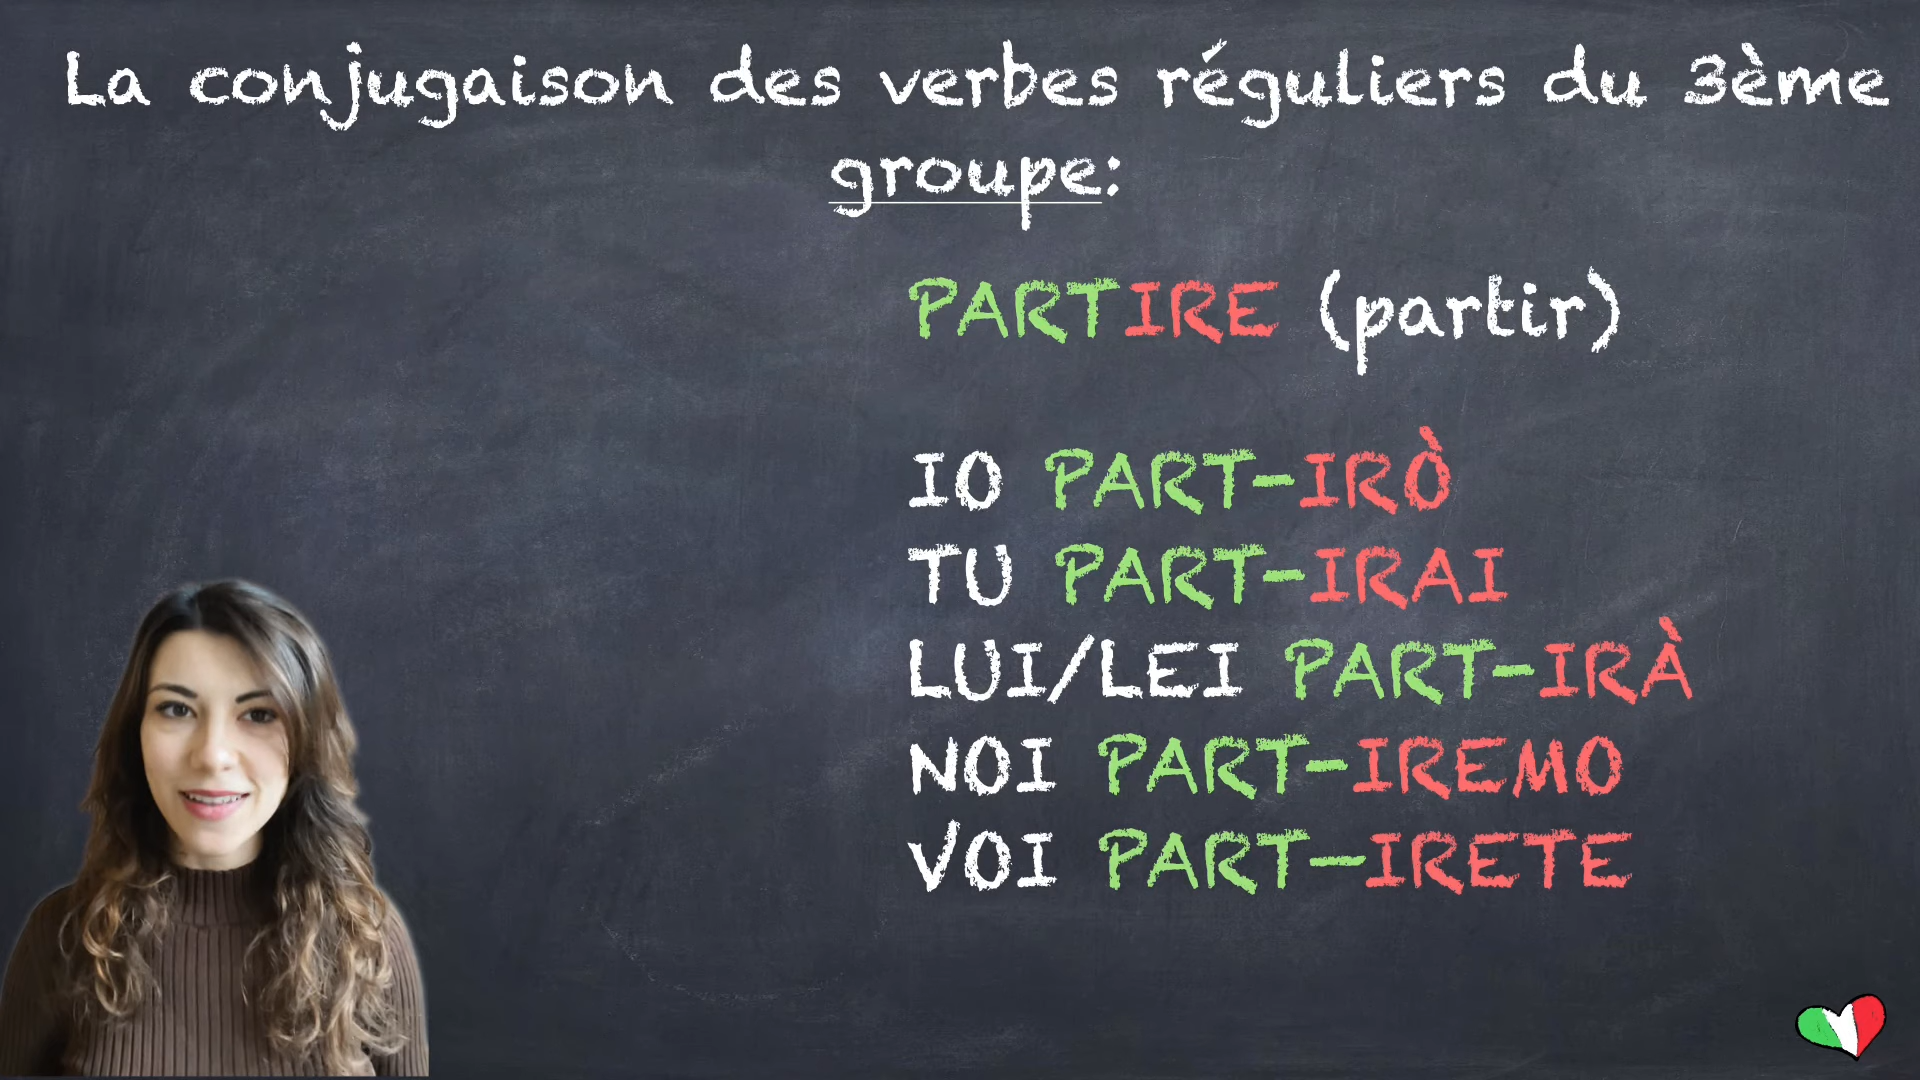 La conjugaison des verbes réguliers du 3ème
groupe:
PARTIRE (partir)
IO PART-IRÒ
TU PART-IRAI
LUI/LEI PART-IRÀ
NOI PART-IREMO
VOI PART-IRETE